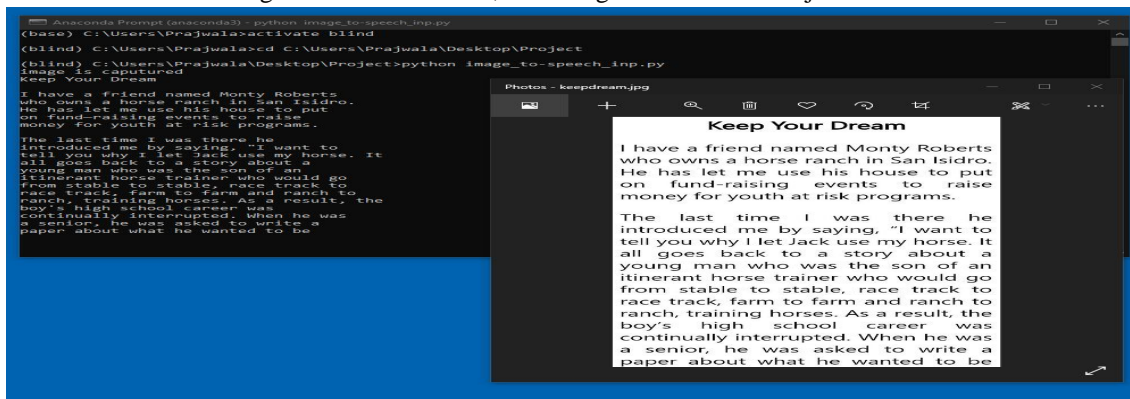 Anaconda Prompt (anaconda3) - python image_to-speech_inp.py
(base) C:\Users\Prajwala>activate blind
(blind) C:\Users\Prajwala>cd C:\Users\Prajwala\Desktop\Project
(blind) C:\Users\Prajwala\Desktop\Project>python image_to-speech_inp.py
image is caputured
Keep Your Dream
I have a friend named Monty Roberts
who owns a horse ranch in San Isidro.
He has let me use his house to put
on fund-raising events to raise
money for youth at risk programs.
The last time I was there he
introduced me by saying, "I want to
tell you why I let Jack use my horse. It
all goes back to a story about a
young man who was the son of an
itinerant horse trainer who would go
from stable to stable, race track to
race track, farm to farm and ranch to
ranch, training horses. As a result, the
boy's high school career was
continually interrupted. When he was
a senior, he was asked to write a
paper about what he wanted to be
Photos - keepdream.jpg
Keep Your Dream
I have a friend named Monty Roberts
who owns a horse ranch in San Isidro.
He has let me use his house to put
on fund-raising events to raise
money for youth at risk programs.
The last time I was there he
introduced me by saying, "I want to
tell you why I let Jack use my horse. It
all goes back to a story about a
young man who was the son of an
itinerant horse trainer who would go
from stable to stable, race track to
race track, farm to farm and ranch to
ranch, training horses. As a result, the
boy's high school career was
continually interrupted. When he was
a senior, he was asked to write a
paper about what he wanted to be